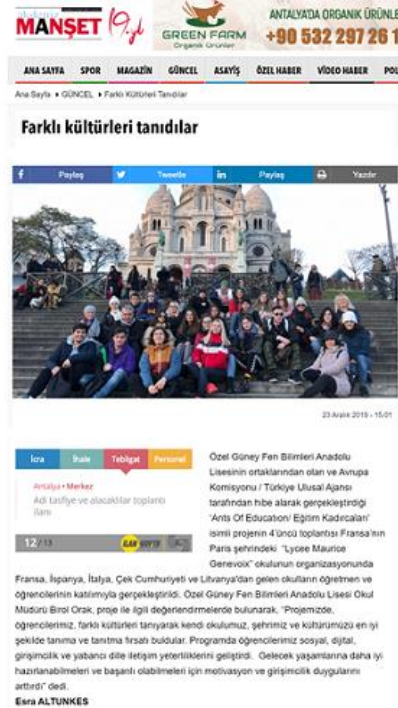 akdeniz
MANŞET 19.yıl
GREEN FARM
Organik Ürünler
ANTALYA'DA ORGANİK ÜRÜNLE
+90 532 297 26 1
ANA SAYFA SPOR MAGAZİN GÜNCEL ASAYİŞ ÖZEL HABER VİDEO HABER POL
Ana Sayfa ▸ GÜNCEL ▸ Farklı Kültürleri Tanıdılar
Farklı kültürleri tanıdılar
Paylaş Tweetle Paylaş Yazdır
23 Aralık 2019 - 15:01
İcra İhale Tebligat Personel
Antalya • Merkez
Adi tasfiye ve alacaklılar toplantı
ilanı
12 / 13
Özel Güney Fen Bilimleri Anadolu
Lisesinin ortaklarından olan ve Avrupa
Komisyonu / Türkiye Ulusal Ajansı
tarafından hibe alarak gerçekleştirdiği
'Ants Of Education/ Eğitim Kadırcaları'
isimli projenin 4'üncü toplantısı Fransa'nın
Paris şehrindeki "Lycee Maurice
Genevoix" okulunun organizasyonunda
Fransa, İspanya, İtalya, Çek Cumhuriyeti ve Litvanya'dan gelen okulların öğretmen ve
öğrencilerinin katılımıyla gerçekleştirildi. Özel Güney Fen Bilimleri Anadolu Lisesi Okul
Müdürü Birol Orak, proje ile ilgili değerlendirmelerde bulunarak, "Projemizde,
öğrencilerimiz, farklı kültürleri tanıyarak kendi okulumuz, şehrimiz ve kültürümüzü en iyi
şekilde tanıma ve tanıtma fırsatı buldular. Programda öğrencilerimiz sosyal, dijital,
girişimcilik ve yabancı dille iletişim yeterliliklerini geliştirdi. Gelecek yaşamlarına daha iyi
hazırlanabilmeleri ve başarılı olabilmeleri için motivasyon ve girişimcilik duygularını
arttırdı" dedi.
Esra ALTUNKES